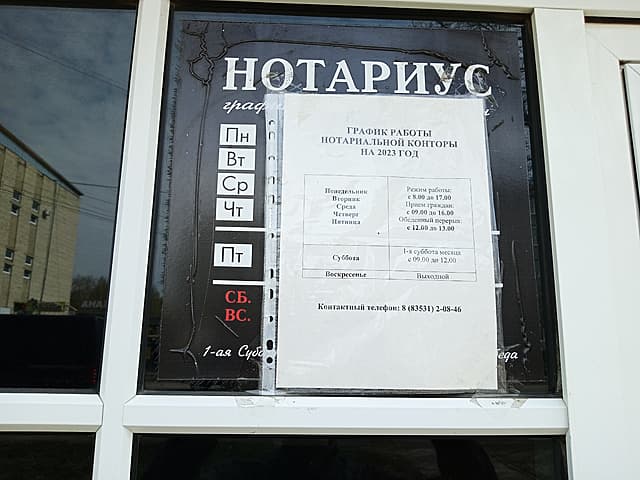 НОТАРИУС
Пн
Вт
Ср
Чт
Пт
СБ.
ВС.
1-ая
ГРАФИК РАБОТЫ
НОТАРИАЛЬНОЙ КОНТОРЫ
НА 2023 ГОД
Понедельник
Вторник
Среда
Четверг
Пятница
Режим работы:
с 8.00 до 17.00
Прием граждан:
с 09.00 до 16.00
Обеденный перерыв:
с 12.00 до 13.00
Суббота
1-я суббота месяца
с 09.00 до 12.00
Воскресенье
Выходной
Контактный телефон: 8 (83531) 2-08-46